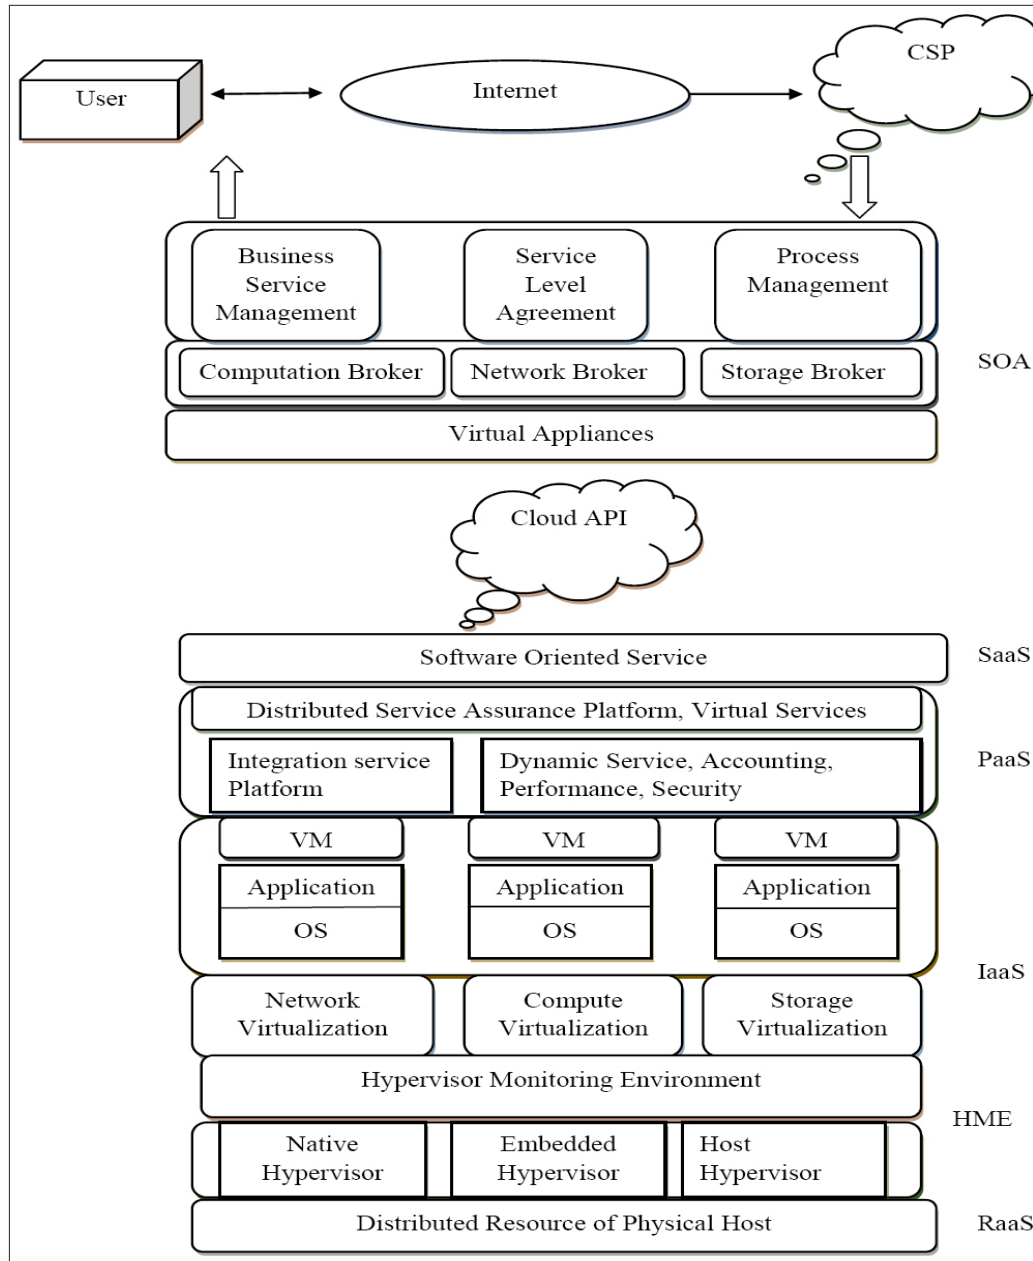 User
Internet
CSP
Business
Service
Management
Service
Level
Agreement
Process
Management
Computation Broker
Network Broker
Storage Broker
SOA
Virtual Appliances
Cloud API
Software Oriented Service
SaaS
Distributed Service Assurance Platform, Virtual Services
Integration service
Platform
Dynamic Service, Accounting,
Performance, Security
PaaS
VM
VM
VM
Application
OS
Application
OS
Application
OS
IaaS
Network
Virtualization
Compute
Virtualization
Storage
Virtualization
Hypervisor Monitoring Environment
HME
Native
Hypervisor
Embedded
Hypervisor
Host
Hypervisor
Distributed Resource of Physical Host
RaaS